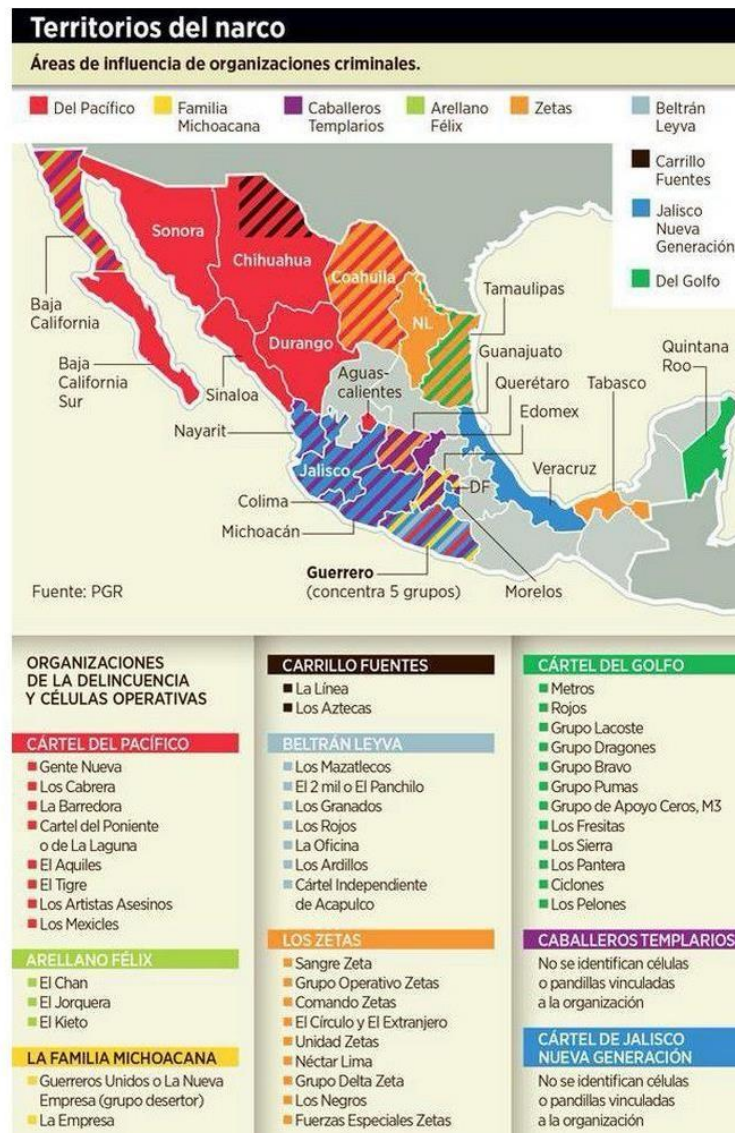 Territorios del narco
Áreas de influencia de organizaciones criminales.
Del Pacífico
Familia
Michoacana
Caballeros
Templarios
Arellano
Félix
Zetas
Beltrán
Leyva
Carrillo
Fuentes
Jalisco
Nueva
Generación
Del Golfo
Sonora
Chihuahua
Coahuila
NL
Durango
Baja
California
Baja
California
Sur
Sinaloa
Nayarit
Aguas-
calientes
Tamaulipas
Guanajuato
Querétaro
Edomex
Tabasco
Quintana
Roo
Jalisco
Colima
Michoacán
DF
Veracruz
Guerrero
(concentra 5 grupos)
Morelos
Fuente: PGR
ORGANIZACIONES
DE LA DELINCUENCIA
Y CÉLULAS OPERATIVAS
CÁRTEL DEL PACÍFICO
Gente Nueva
Los Cabrera
La Barredora
Cartel del Poniente
o de La Laguna
El Aquiles
El Tigre
Los Artistas Asesinos
Los Mexicles
ARELLANO FÉLIX
El Chan
El Jorquera
El Kieto
LA FAMILIA MICHOACANA
Guerreros Unidos o La Nueva
Empresa (grupo desertor)
La Empresa
CARRILLO FUENTES
La Línea
Los Aztecas
BELTRÁN LEYVA
Los Mazatlecos
El 2 mil o El Panchilo
Los Granados
Los Rojos
La Oficina
Los Ardillos
Cártel Independiente
de Acapulco
LOS ZETAS
Sangre Zeta
Grupo Operativo Zetas
Comando Zetas
El Círculo y El Extranjero
Unidad Zetas
Néctar Lima
Grupo Delta Zeta
Los Negros
Fuerzas Especiales Zetas
CÁRTEL DEL GOLFO
Metros
Rojos
Grupo Lacoste
Grupo Dragones
Grupo Bravo
Grupo Pumas
Grupo de Apoyo Ceros, M3
Los Fresitas
Los Sierra
Los Pantera
Ciclones
Los Pelones
CABALLEROS TEMPLARIOS
No se identifican células
o pandillas vinculadas
a la organización
CÁRTEL DE JALISCO
NUEVA GENERACIÓN
No se identifican células
o pandillas vinculadas
a la organización